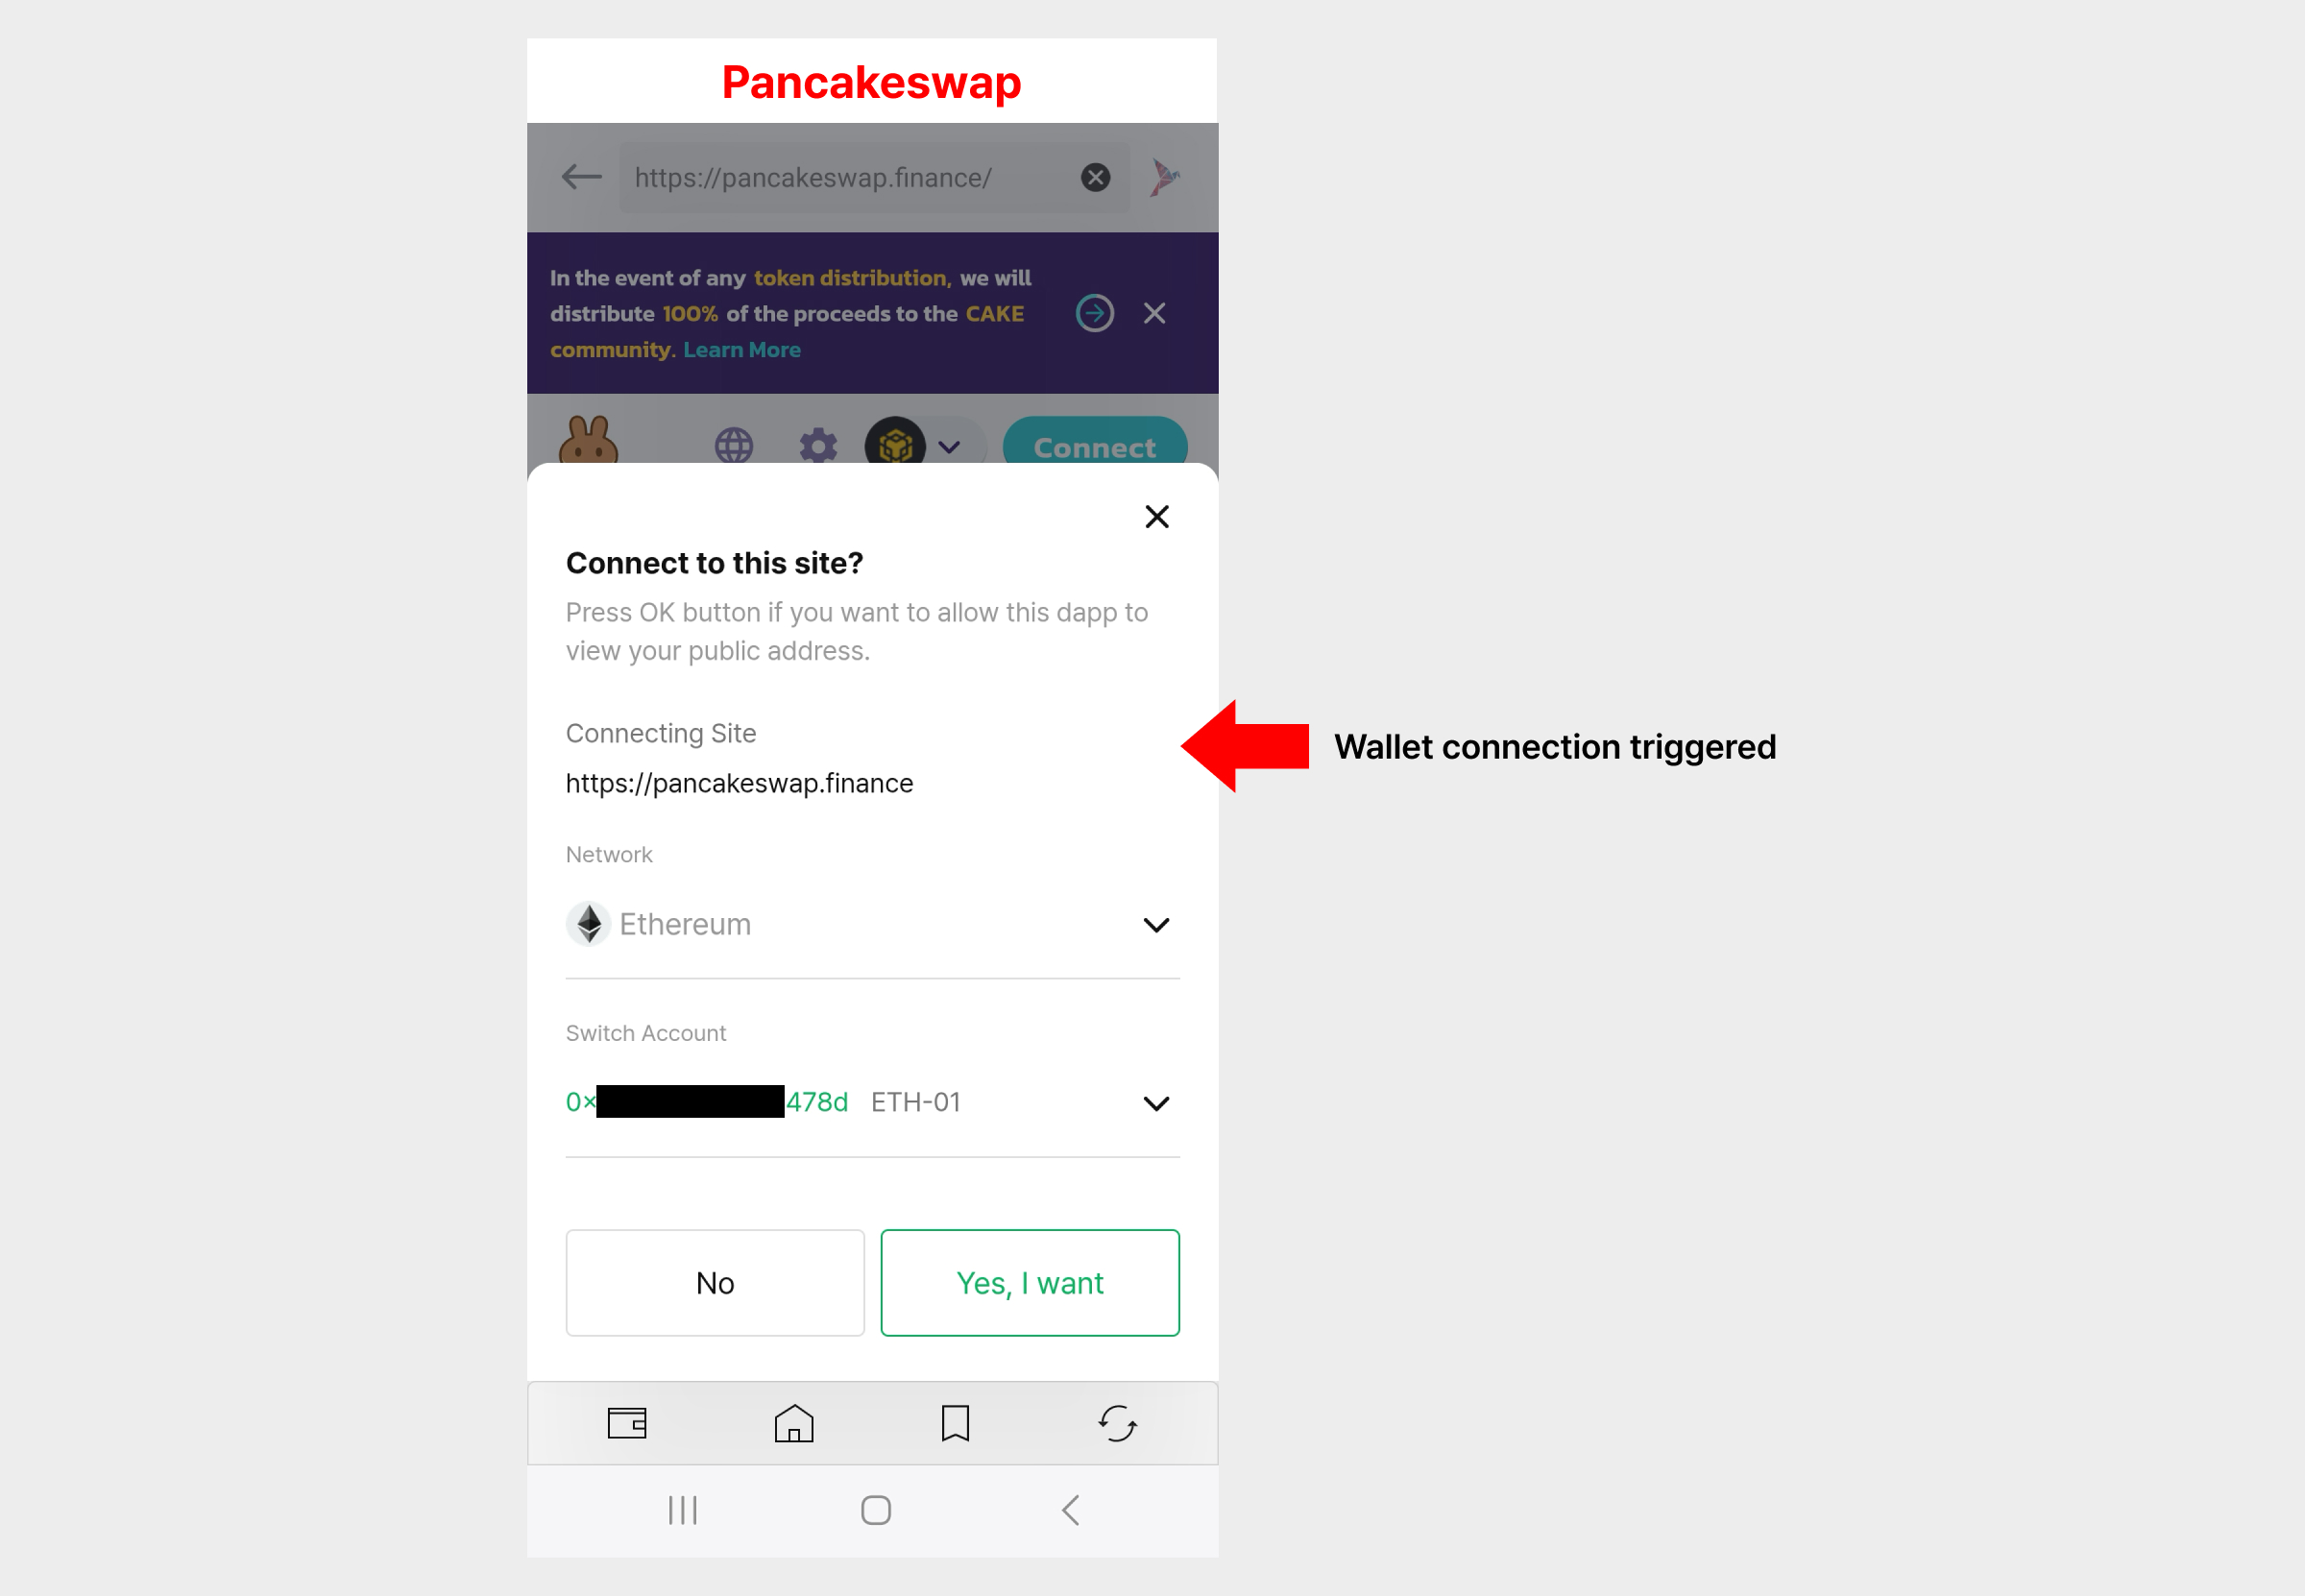 Pancakeswap
https://pancakeswap.finance/
In the event of any token distribution, we will
distribute 100% of the proceeds to the CAKE
community. Learn More
Connect
Connect to this site?
Press OK button if you want to allow this dapp to
view your public address.
Connecting Site
Wallet connection triggered
https://pancakeswap.finance
Network
Ethereum
Switch Account
0x 478d ETH-01
No
Yes, I want